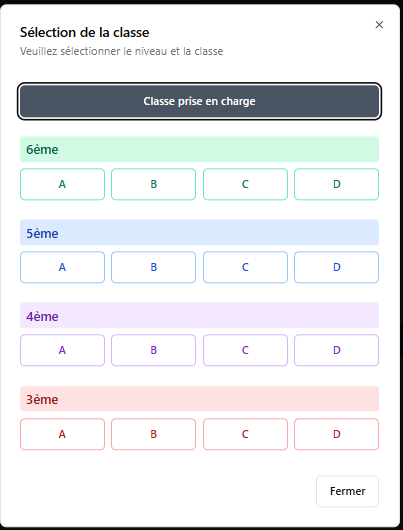 Sélection de la classe
Veuillez sélectionner le niveau et la classe
Classe prise en charge
6ème
A B C D
5ème
A B C D
4ème
A B C D
3ème
A B C D
Fermer